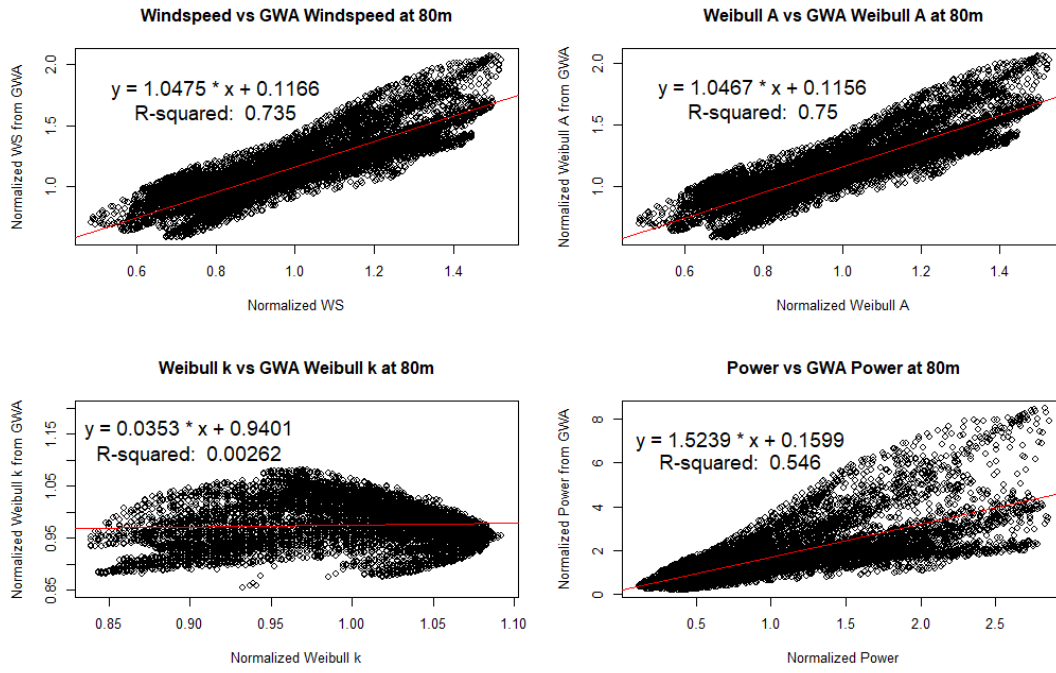 Windspeed vs GWA Windspeed at 80m
y = 1.0475 * x + 0.1166
R-squared: 0.735
Normalized WS from GWA
1.0 1.5 2.0
0.6 0.8 1.0 1.2 1.4
Normalized WS
Weibull A vs GWA Weibull A at 80m
y = 1.0467 * x + 0.1156
R-squared: 0.75
Normalized Weibull A from GWA
1.0 1.5 2.0
0.6 0.8 1.0 1.2 1.4
Normalized Weibull A
Weibull k vs GWA Weibull k at 80m
y = 0.0353 * x + 0.9401
R-squared: 0.00262
Normalized Weibull k from GWA
0.85 0.95 1.05 1.15
0.85 0.90 0.95 1.00 1.05 1.10
Normalized Weibull k
Power vs GWA Power at 80m
y = 1.5239 * x + 0.1599
R-squared: 0.546
Normalized Power from GWA
0 2 4 6 8
0.5 1.0 1.5 2.0 2.5
Normalized Power